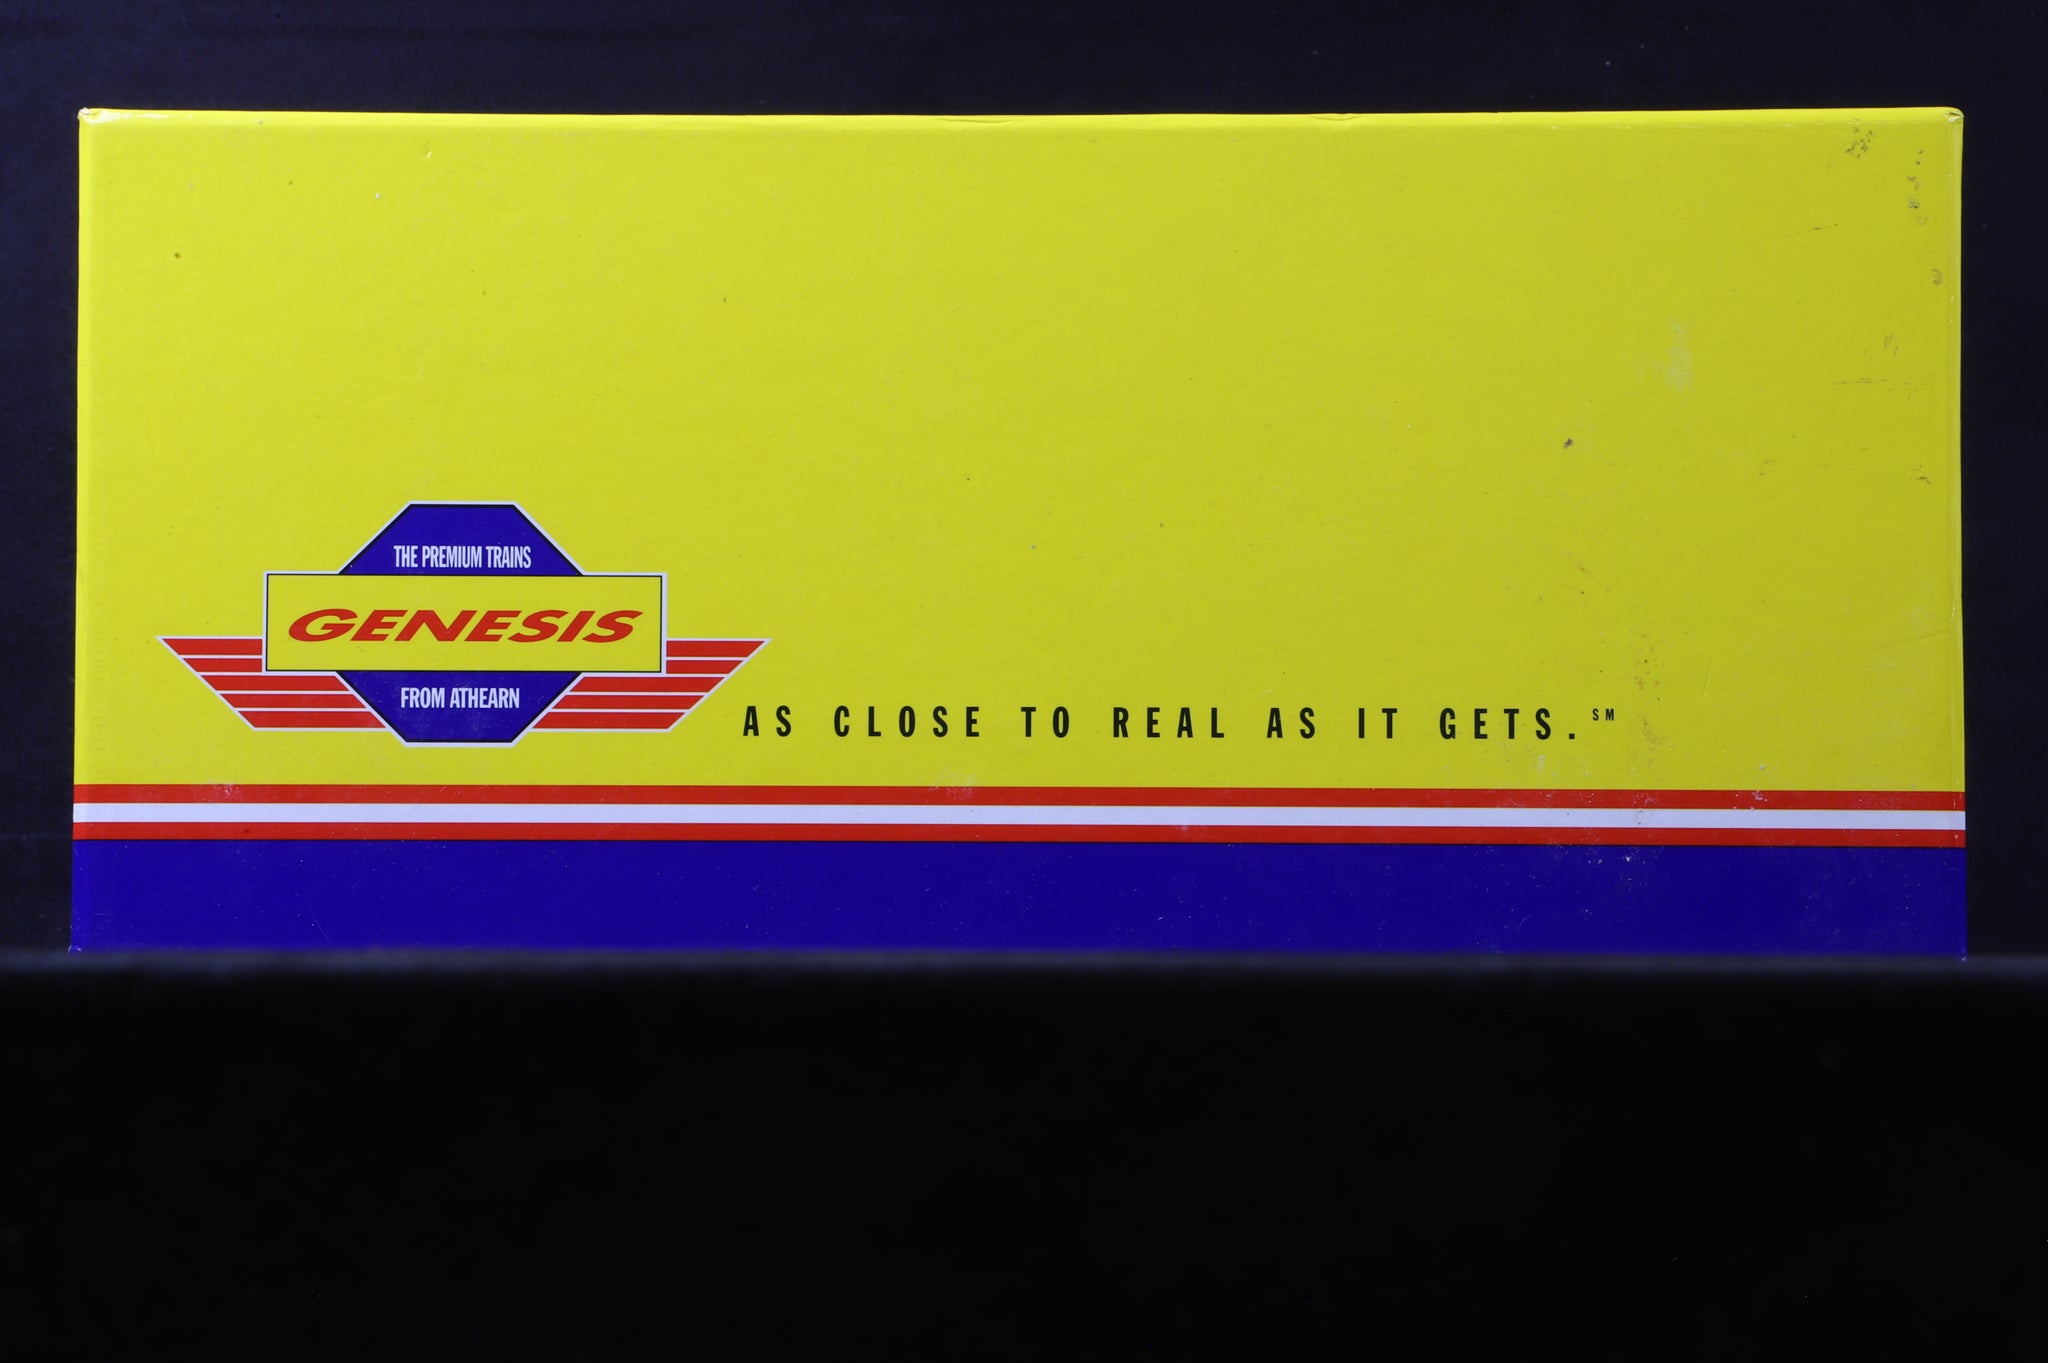 THE PREMIUM TRAINS
GENESIS
FROM ATHEARN
AS CLOSE TO REAL AS IT GETS.℠